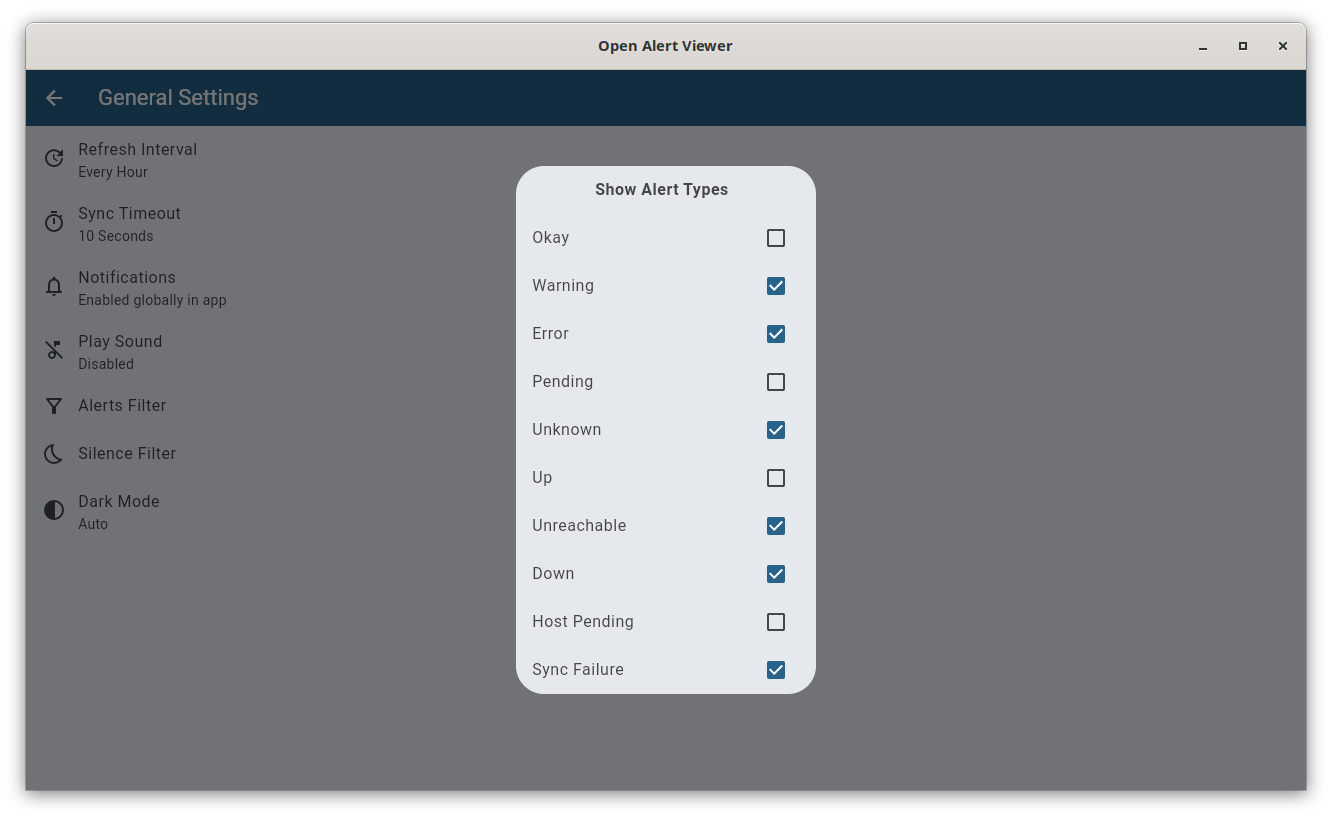 Open Alert Viewer
General Settings
Refresh Interval
Every Hour
Sync Timeout
10 Seconds
Notifications
Enabled globally in app
Play Sound
Disabled
Alerts Filter
Silence Filter
Dark Mode
Auto
Show Alert Types
Okay
Warning
Error
Pending
Unknown
Up
Unreachable
Down
Host Pending
Sync Failure